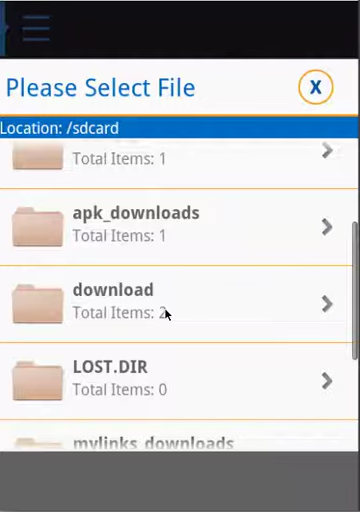 Please Select File
X
Location: /sdcard
Total Items: 1
apk_downloads
Total Items: 1
download
Total Items: 2
LOST.DIR
Total Items: 0
mylinks_downloads